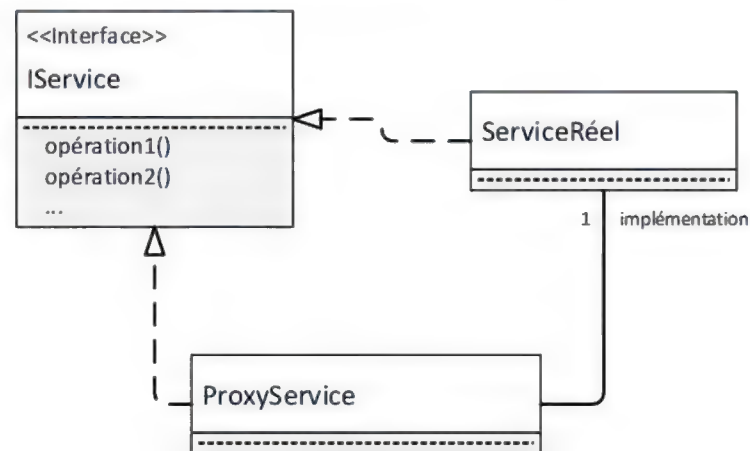 <<Interface>>
IService
opération1()
opération2()
...
ServiceRéel
1 implémentation
ProxyService